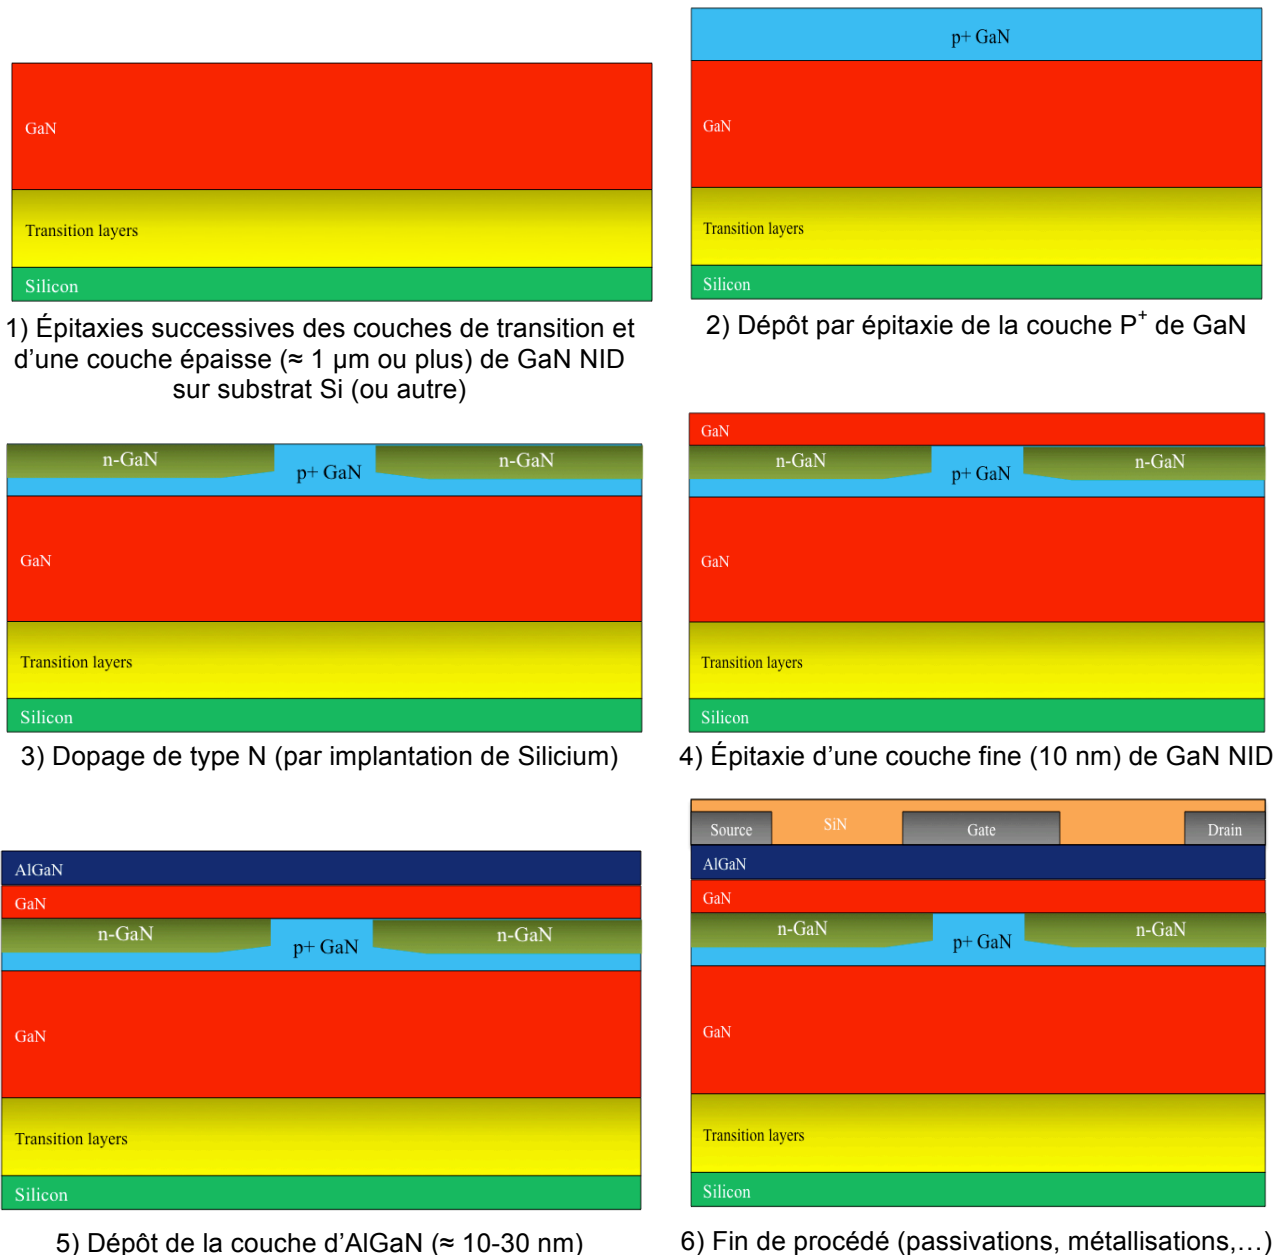 GaN
Transition layers
Silicon
1) Épitaxies successives des couches de transition et
d’une couche épaisse (≈ 1 µm ou plus) de GaN NID
sur substrat Si (ou autre)
p+ GaN
GaN
Transition layers
Silicon
2) Dépôt par épitaxie de la couche P⁺ de GaN
n-GaN
p+ GaN
n-GaN
GaN
Transition layers
Silicon
3) Dopage de type N (par implantation de Silicium)
GaN
n-GaN
p+ GaN
n-GaN
GaN
Transition layers
Silicon
4) Épitaxie d’une couche fine (10 nm) de GaN NID
AlGaN
GaN
n-GaN
p+ GaN
n-GaN
GaN
Transition layers
Silicon
5) Dépôt de la couche d’AlGaN (≈ 10-30 nm)
Source
SiN
Gate
Drain
AlGaN
GaN
n-GaN
p+ GaN
n-GaN
GaN
Transition layers
Silicon
6) Fin de procédé (passivations, métallisations,…)